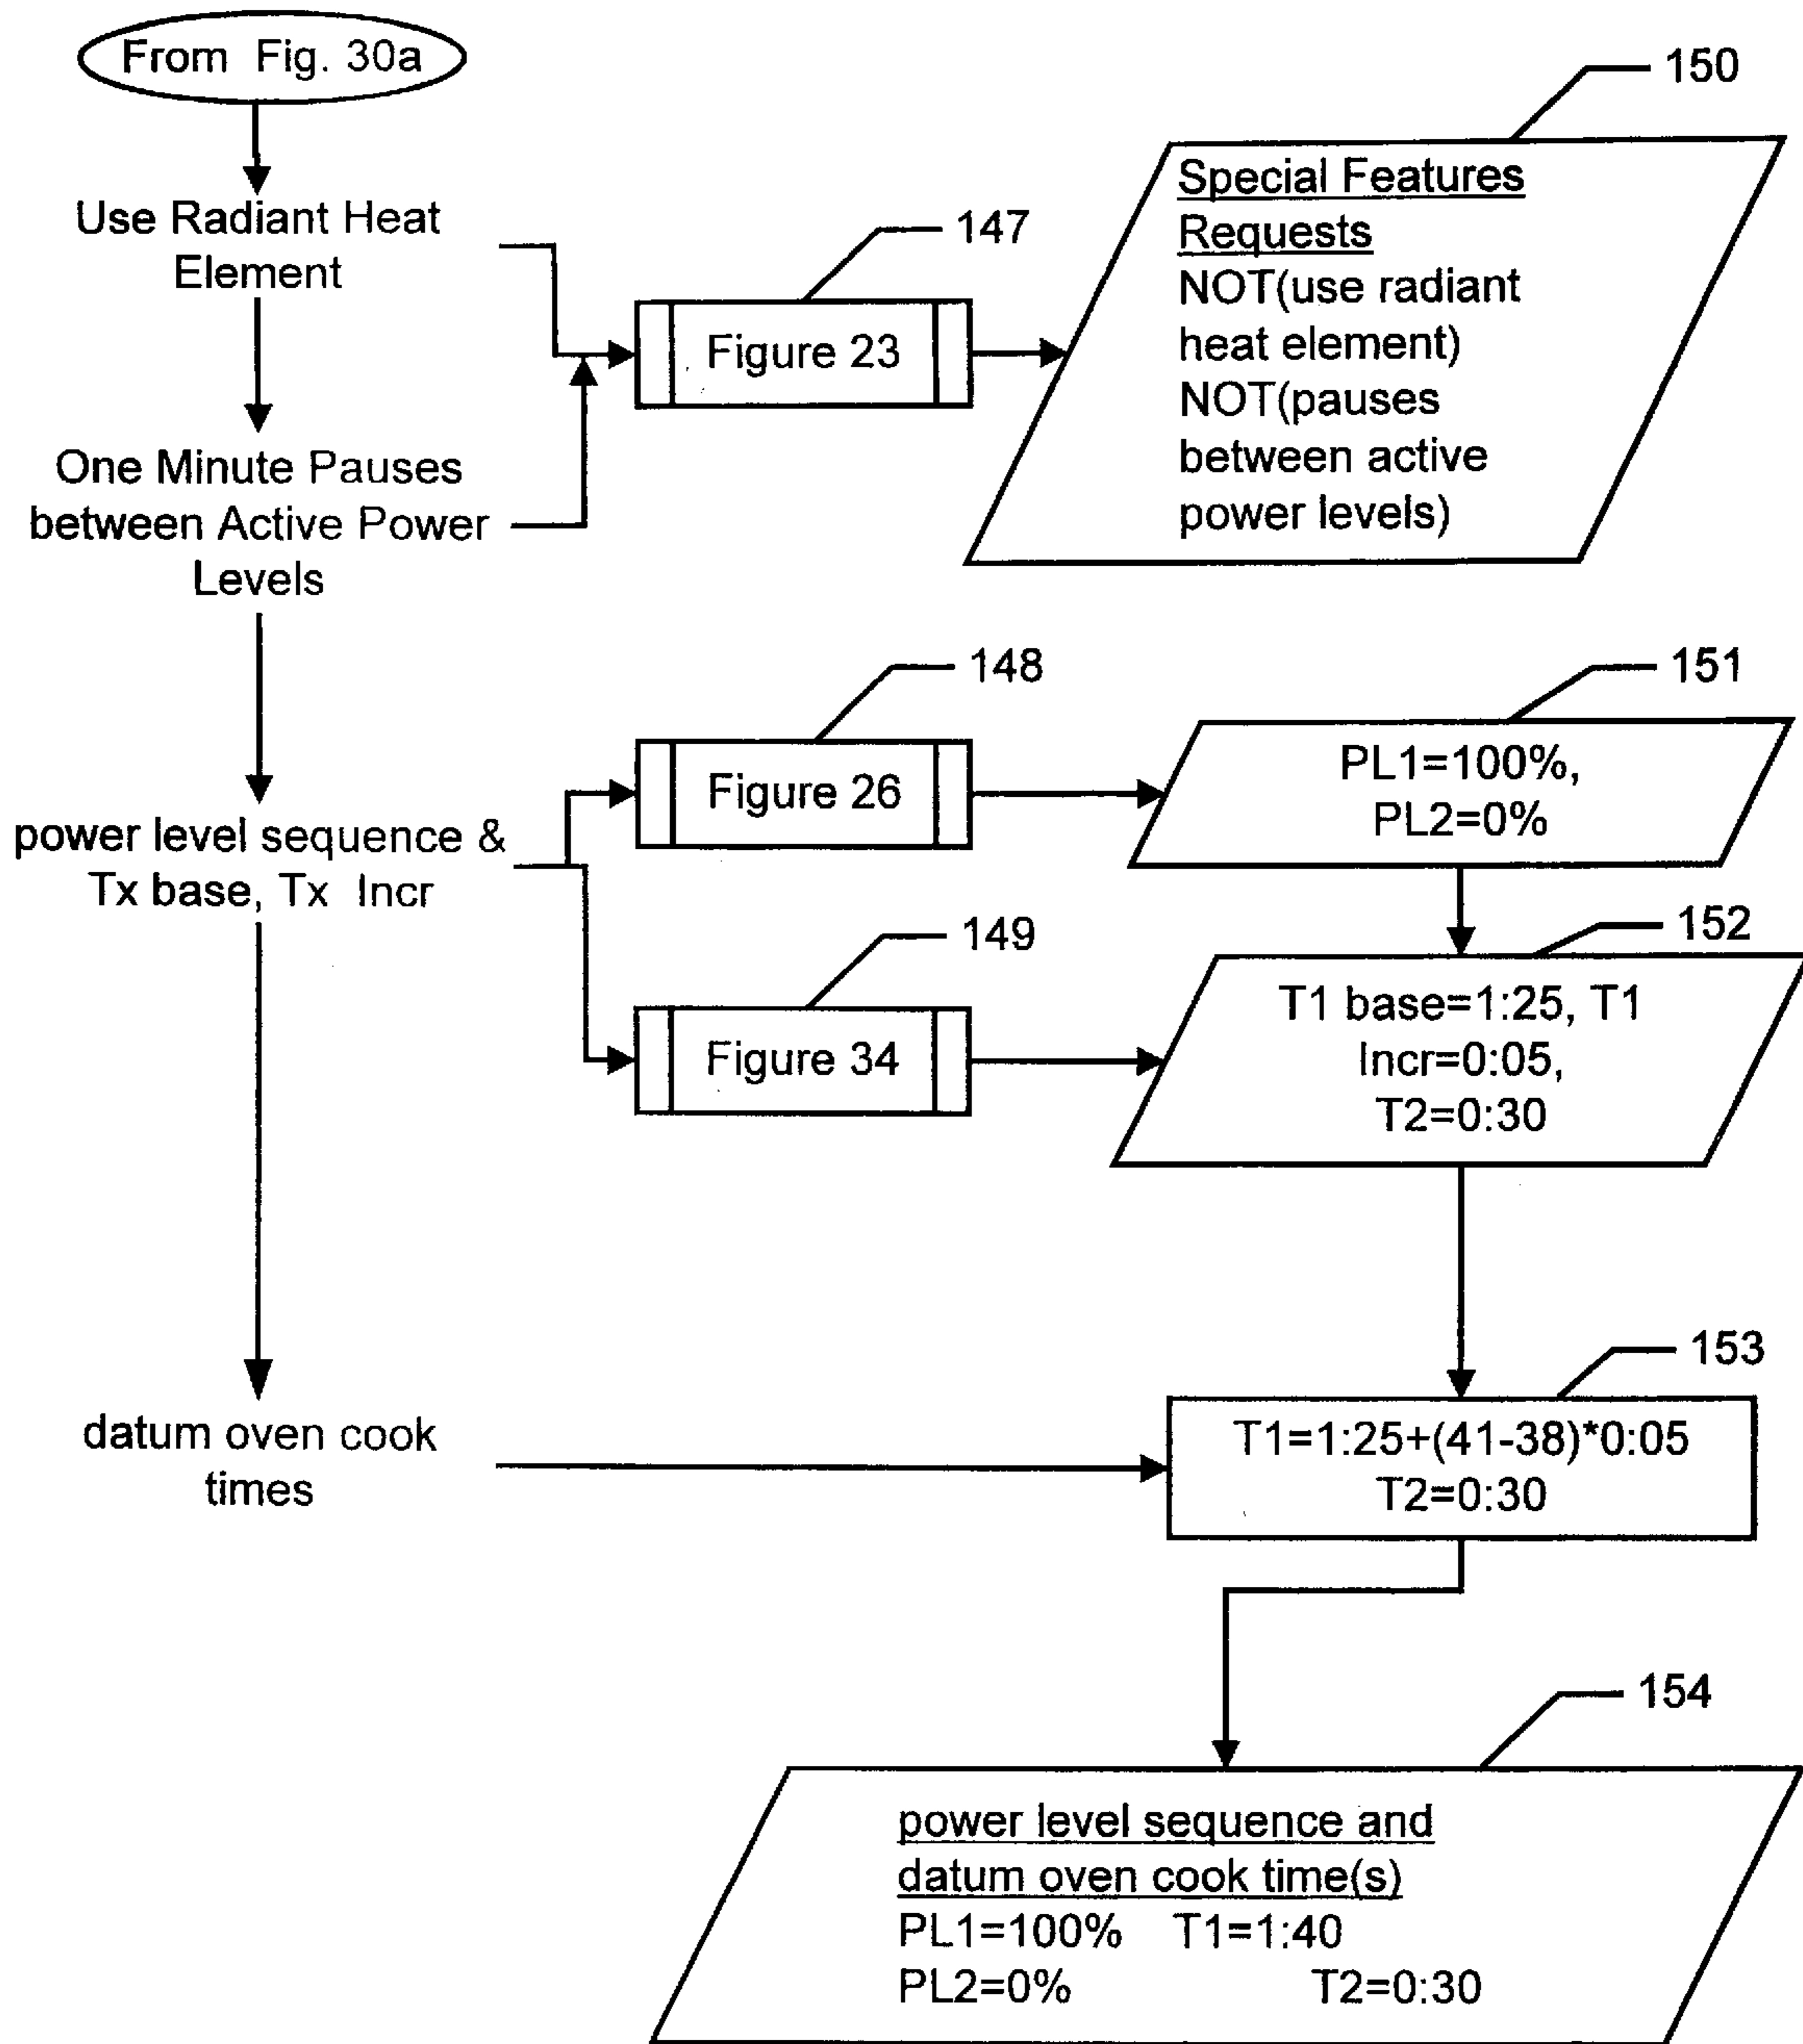 From Fig. 30a
150
Use Radiant Heat
Element
147
Figure 23
Special Features
Requests
NOT(use radiant
heat element)
NOT(pauses
between active
power levels)
One Minute Pauses
between Active Power
Levels
148
Figure 26
151
PL1=100%,
PL2=0%
power level sequence &
Tx base, Tx Incr
149
Figure 34
152
T1 base=1:25, T1
Incr=0:05,
T2=0:30
153
datum oven cook
times
T1=1:25+(41-38)*0:05
T2=0:30
154
power level sequence and
datum oven cook time(s)
PL1=100% T1=1:40
PL2=0% T2=0:30